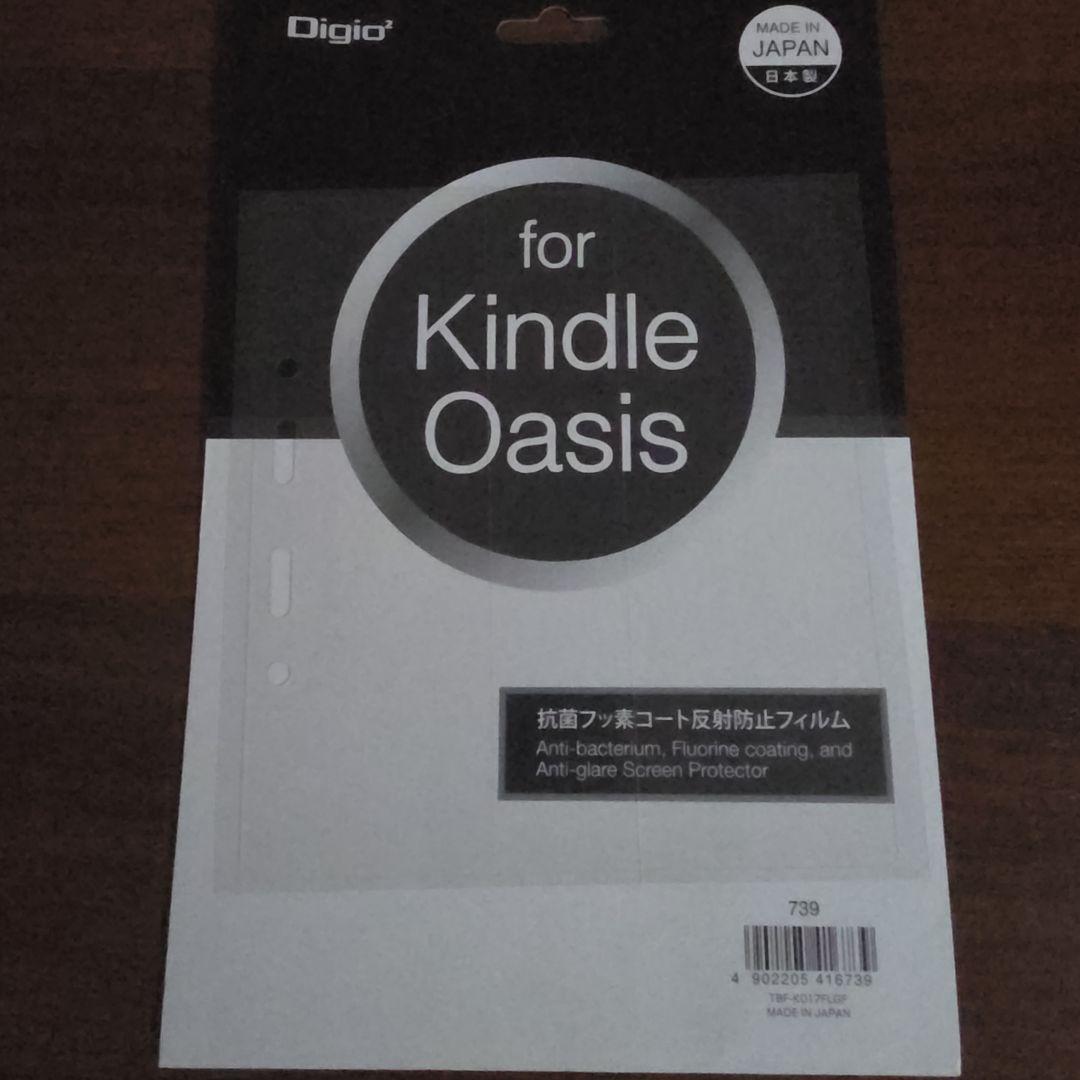 Digio²
MADE IN
JAPAN
日本製
for
Kindle
Oasis
抗菌フッ素コート反射防止フィルム
Anti-bacterium, Fluorine coating, and
Anti-glare Screen Protector
739
4 902205 416739
TBF-KO17FLGF
MADE IN JAPAN